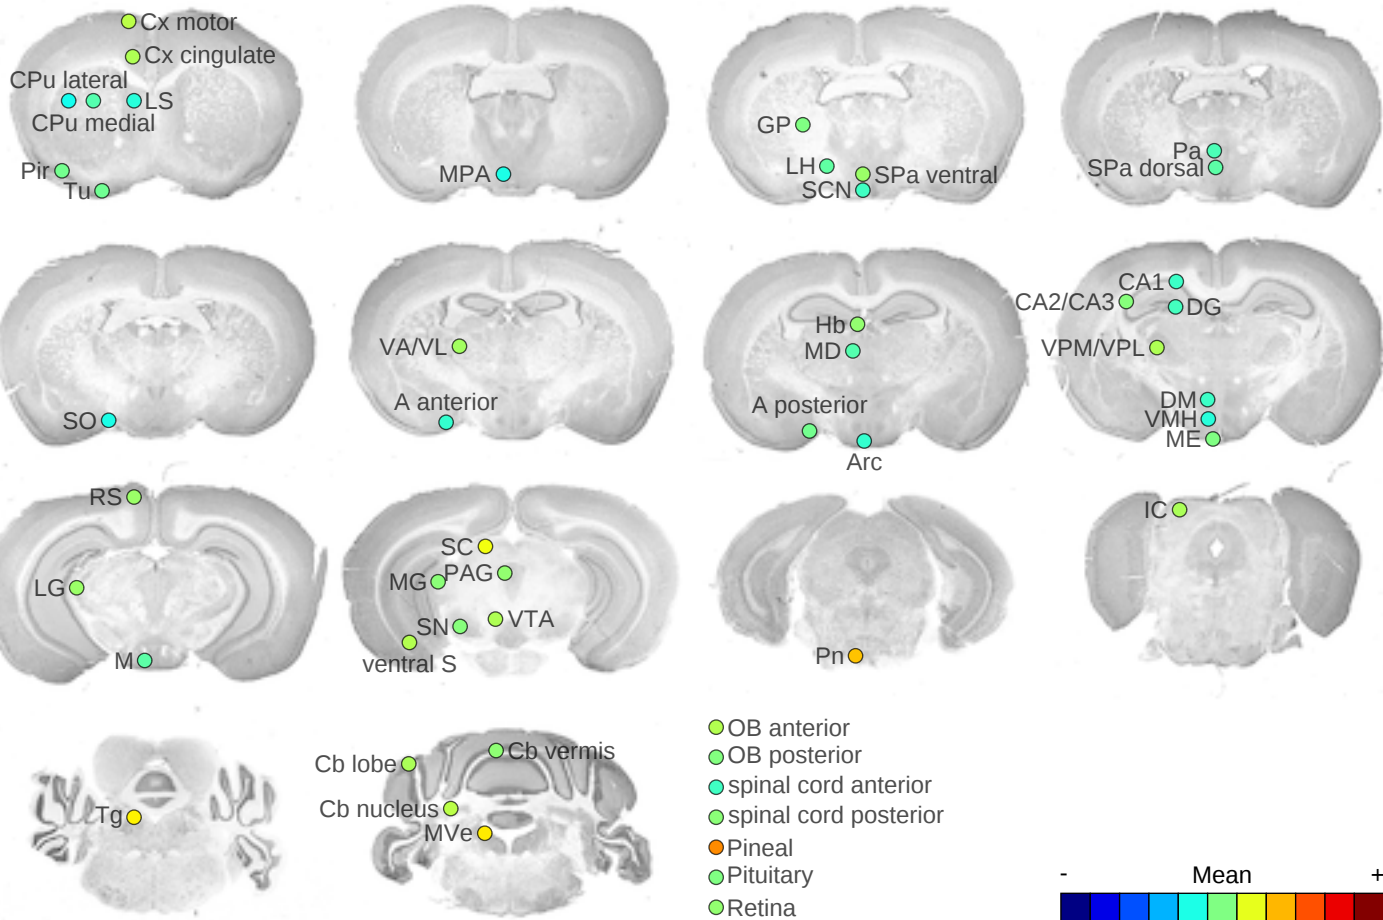 Cx motor
Cx cingulate
CPu lateral
LS
CPu medial
Pir
Tu
MPA
GP
LH
SPa ventral
SCN
Pa
SPa dorsal
SO
VA/VL
A anterior
Hb
MD
A posterior
Arc
CA1
CA2/CA3
DG
VPM/VPL
DM
VMH
ME
RS
LG
M
SC
MG
PAG
SN
VTA
ventral S
Pn
IC
Tg
Cb lobe
Cb vermis
Cb nucleus
MVe
OB anterior
OB posterior
spinal cord anterior
spinal cord posterior
Pineal
Pituitary
Retina
- Mean +